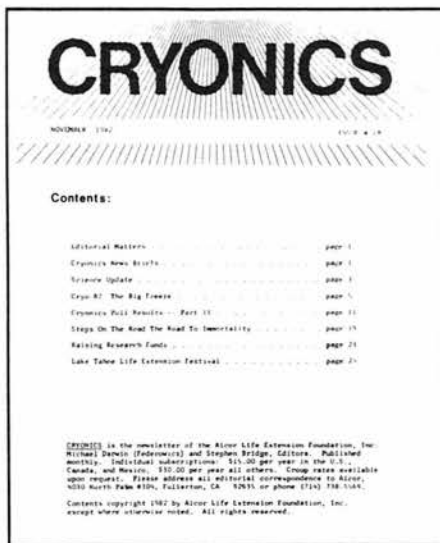 CRYONICS
NOVEMBER 1982 ISSUE #
Contents:
Editorial Matters page 1
Cryonics News Briefs page 1
Science Update page 3
Cryo 82: The Big Freeze page 5
Cryonics Poll Results -- Part II page
Steps On The Road The Road To Immortality page
Raising Research Funds page
Lake Tahoe Life Extension Festival page
CRYONICS is the newsletter of the Alcor Life Extension Foundation, Inc.
Michael Darwin (Federowicz) and Stephen Bridge, Editors. Published
monthly. Individual subscriptions: $15.00 per year in the U.S.,
Canada, and Mexico. $30.00 per year all others. Group rates available
upon request. Please address all editorial correspondence to Alcor,
4030 North Palm #304, Fullerton, CA 92635 or phone (714) 738-5569.
Contents copyright 1982 by Alcor Life Extension Foundation, Inc.
except where otherwise noted. All rights reserved.